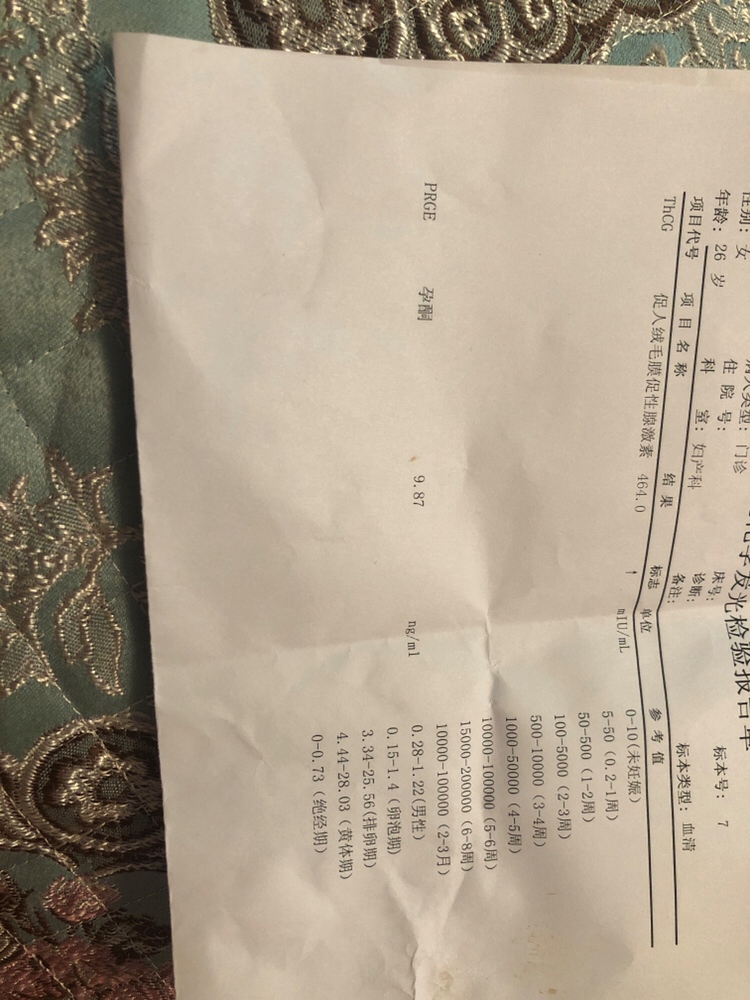 发光检验报告单
性别: 女 病人类型: 门诊 床号: 标本号: 7
年龄: 26 岁 住 院 号: 诊断: 标本类型: 血清
科 室: 妇产科 备注:
项目代号 项 目 名 称 结 果 标志 单位 参 考 值
ThCG 促人绒毛膜促性腺激素 464.0 ↑ mIU/mL 0-10(未妊娠)
5-50 (0.2-1周)
50-500 (1-2周)
100-5000 (2-3周)
500-10000 (3-4周)
1000-50000 (4-5周)
10000-100000 (5-6周)
15000-200000 (6-8周)
10000-100000 (2-3月)
PRGE 孕酮 9.87 ng/ml 0.28-1.22(男性)
0.15-1.4 (卵泡期)
3.34-25.56(排卵期)
4.44-28.03 (黄体期)
0-0.73 (绝经期)